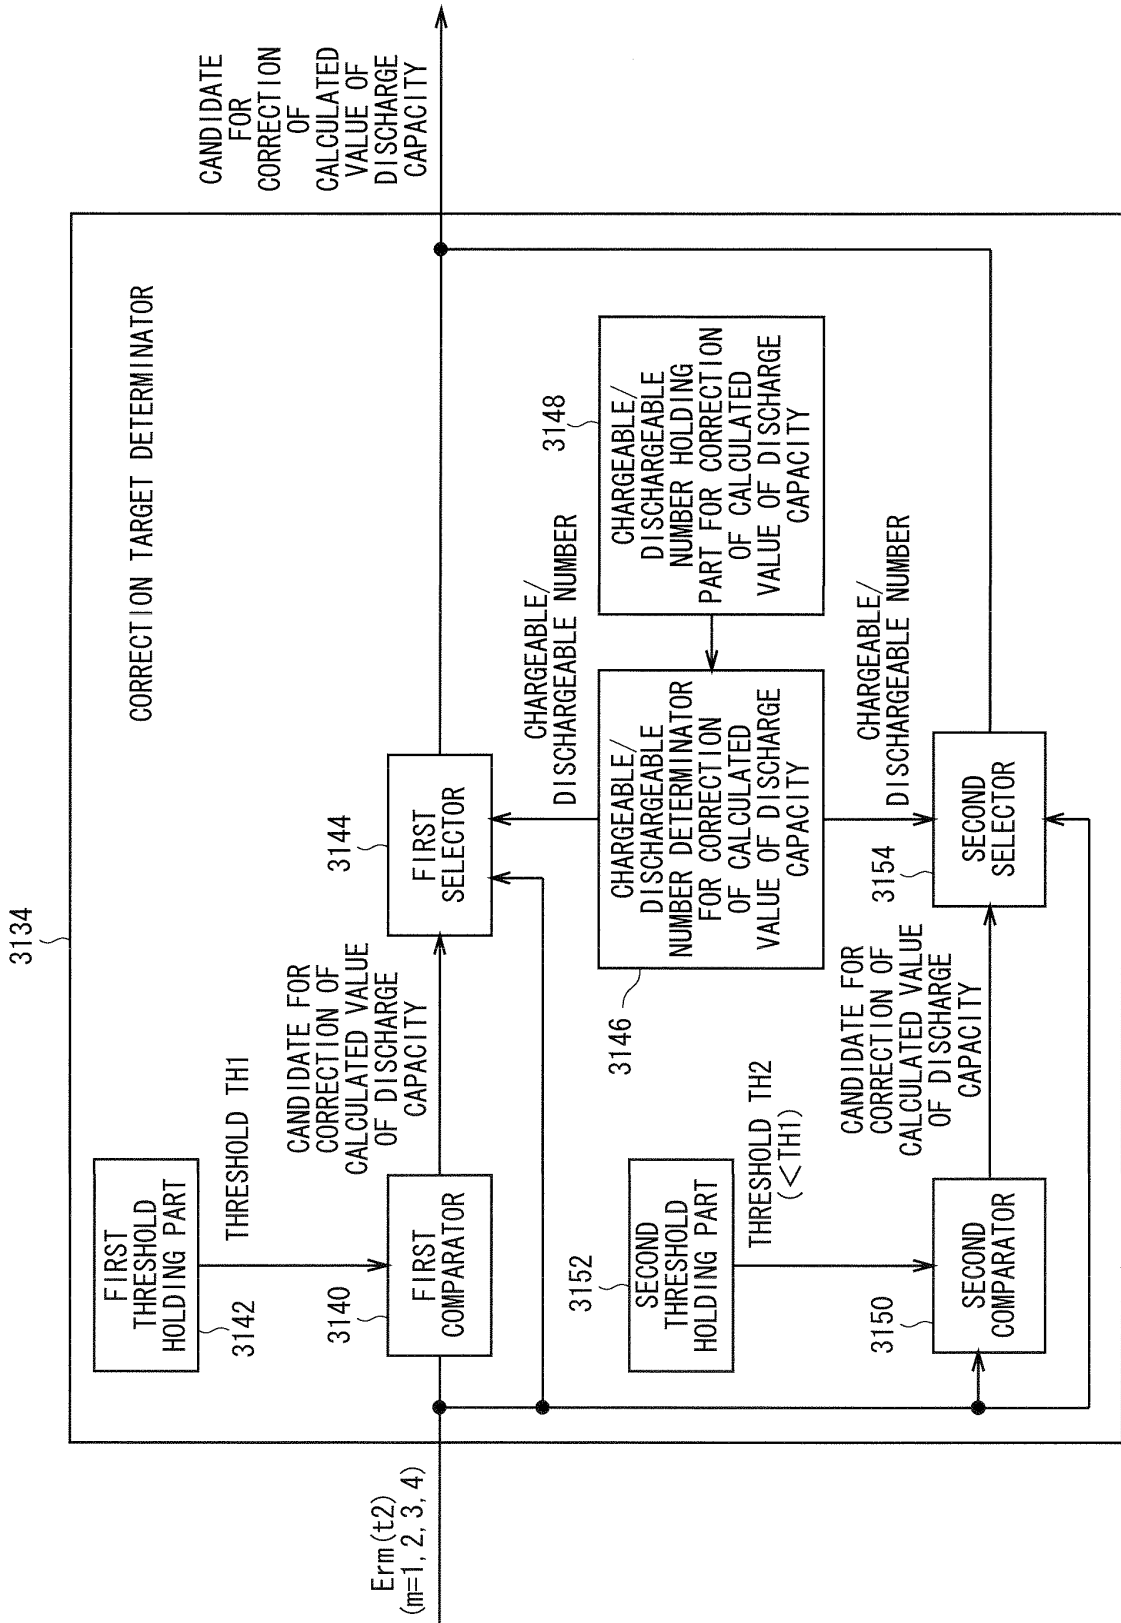 3134
CORRECTION TARGET DETERMINATOR
Erm(t2)
(m=1, 2, 3, 4)
FIRST
THRESHOLD
HOLDING PART
3142
THRESHOLD TH1
3140
FIRST
COMPARATOR
CANDIDATE FOR
CORRECTION OF
CALCULATED VALUE
OF DISCHARGE
CAPACITY
3144
FIRST
SELECTOR
CANDIDATE
FOR
CORRECTION
OF
CALCULATED
VALUE OF
DISCHARGE
CAPACITY
CHARGEABLE/
DISCHARGEABLE NUMBER
3146
CHARGEABLE/
DISCHARGEABLE
NUMBER DETERMINATOR
FOR CORRECTION
OF CALCULATED
VALUE OF DISCHARGE
CAPACITY
3148
CHARGEABLE/
DISCHARGEABLE
NUMBER HOLDING
PART FOR CORRECTION
OF CALCULATED
VALUE OF DISCHARGE
CAPACITY
3152
SECOND
THRESHOLD
HOLDING PART
THRESHOLD TH2
(<TH1)
3150
SECOND
COMPARATOR
CANDIDATE FOR
CORRECTION OF
CALCULATED VALUE
OF DISCHARGE
CAPACITY
3154
SECOND
SELECTOR
CHARGEABLE/
DISCHARGEABLE NUMBER